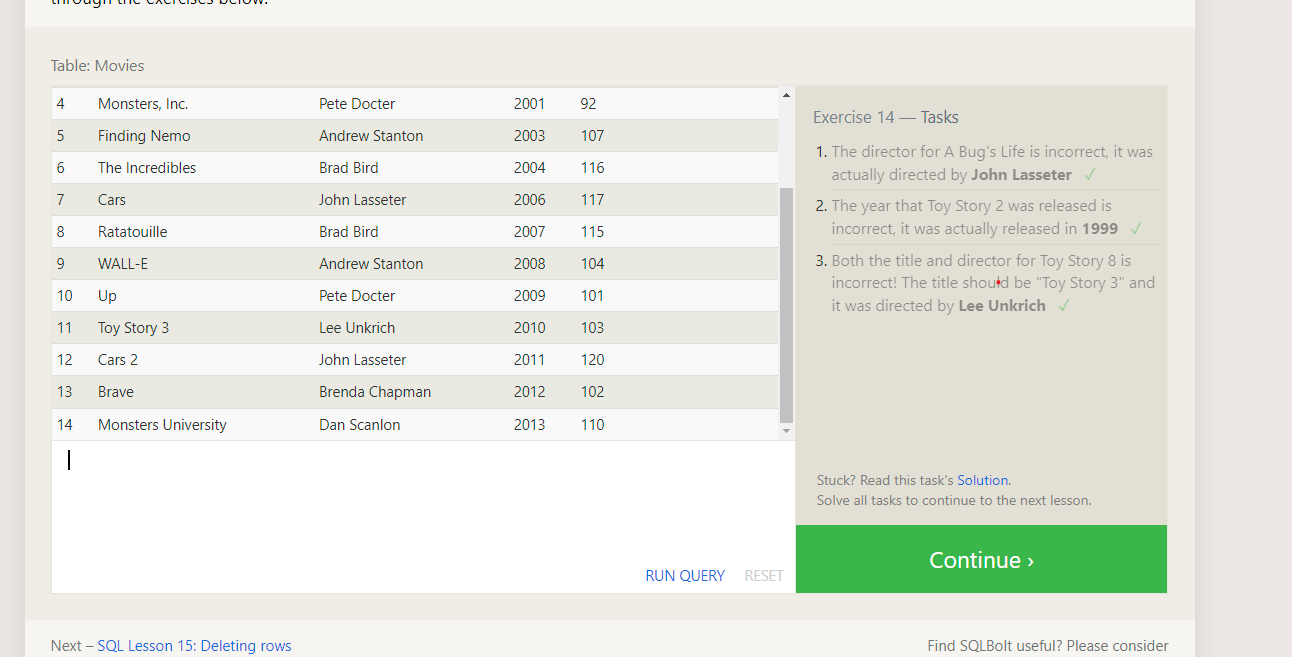 through the exercises below.
Table: Movies
4 Monsters, Inc. Pete Docter 2001 92
5 Finding Nemo Andrew Stanton 2003 107
6 The Incredibles Brad Bird 2004 116
7 Cars John Lasseter 2006 117
8 Ratatouille Brad Bird 2007 115
9 WALL-E Andrew Stanton 2008 104
10 Up Pete Docter 2009 101
11 Toy Story 3 Lee Unkrich 2010 103
12 Cars 2 John Lasseter 2011 120
13 Brave Brenda Chapman 2012 102
14 Monsters University Dan Scanlon 2013 110
RUN QUERY RESET
Exercise 14 — Tasks
1. The director for A Bug's Life is incorrect, it was
actually directed by John Lasseter ✓
2. The year that Toy Story 2 was released is
incorrect, it was actually released in 1999 ✓
3. Both the title and director for Toy Story 8 is
incorrect! The title should be "Toy Story 3" and
it was directed by Lee Unkrich ✓
Stuck? Read this task's Solution.
Solve all tasks to continue to the next lesson.
Continue ›
Next – SQL Lesson 15: Deleting rows
Find SQLBolt useful? Please consider